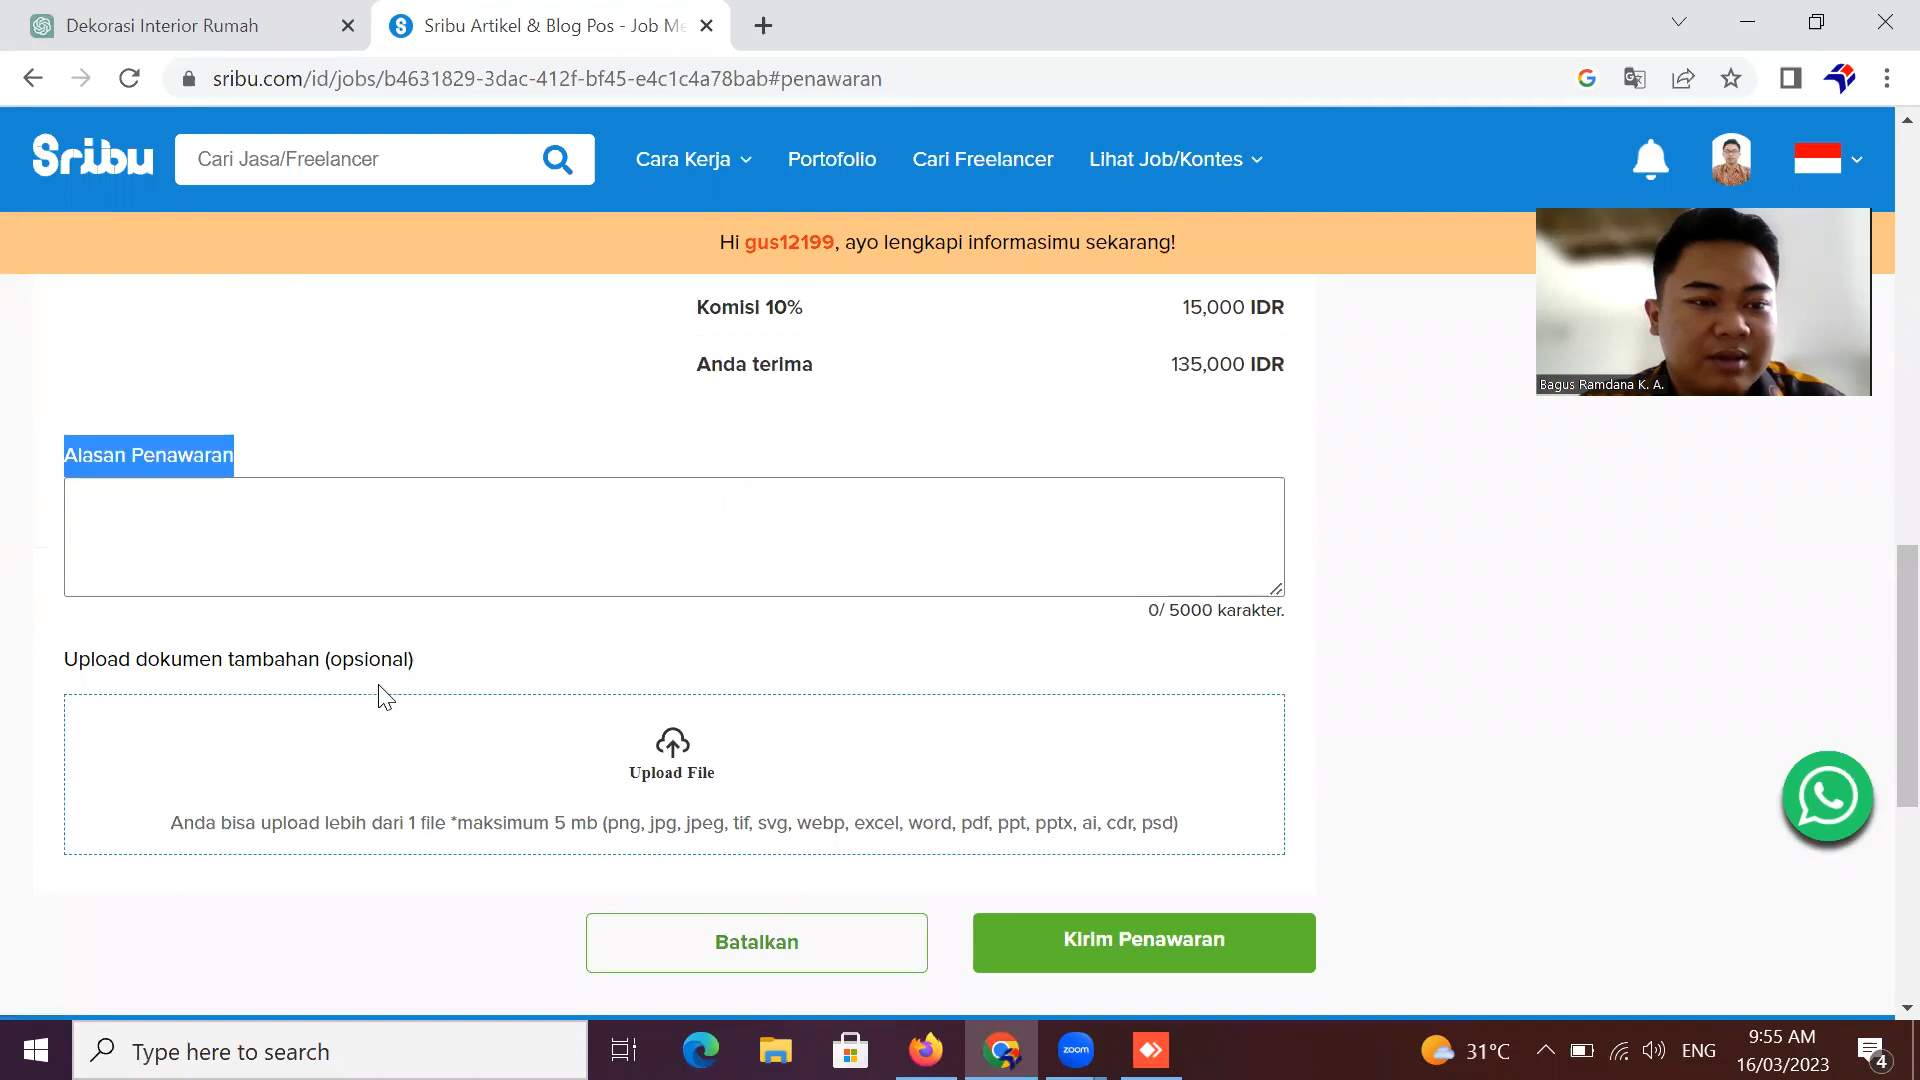 Dekorasi Interior Rumah
Sribu Artikel & Blog Pos - Job Me
sribu.com/id/jobs/b4631829-3dac-412f-bf45-e4c1c4a78bab#penawaran
Sribu
Cari Jasa/Freelancer
Cara Kerja
Portofolio
Cari Freelancer
Lihat Job/Kontes
Hi gus12199, ayo lengkapi informasimu sekarang!
Komisi 10%
15,000 IDR
Anda terima
135,000 IDR
Bagus Ramdana K. A.
Alasan Penawaran
0/ 5000 karakter.
Upload dokumen tambahan (opsional)
Upload File
Anda bisa upload lebih dari 1 file *maksimum 5 mb (png, jpg, jpeg, tif, svg, webp, excel, word, pdf, ppt, pptx, ai, cdr, psd)
Batalkan
Kirim Penawaran
Type here to search
zoom
31°C
ENG
9:55 AM
16/03/2023
4